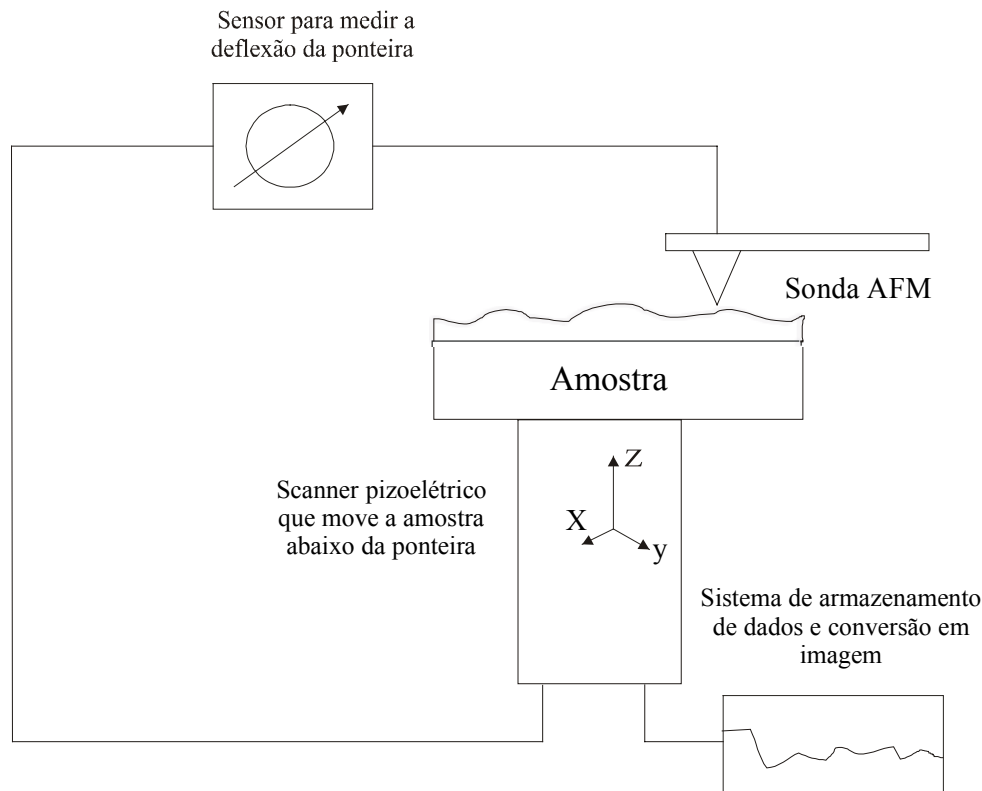 Sensor para medir a
deflexão da ponteira
Sonda AFM
Amostra
Z
X
y
Scanner pizoelétrico
que move a amostra
abaixo da ponteira
Sistema de armazenamento
de dados e conversão em
imagem